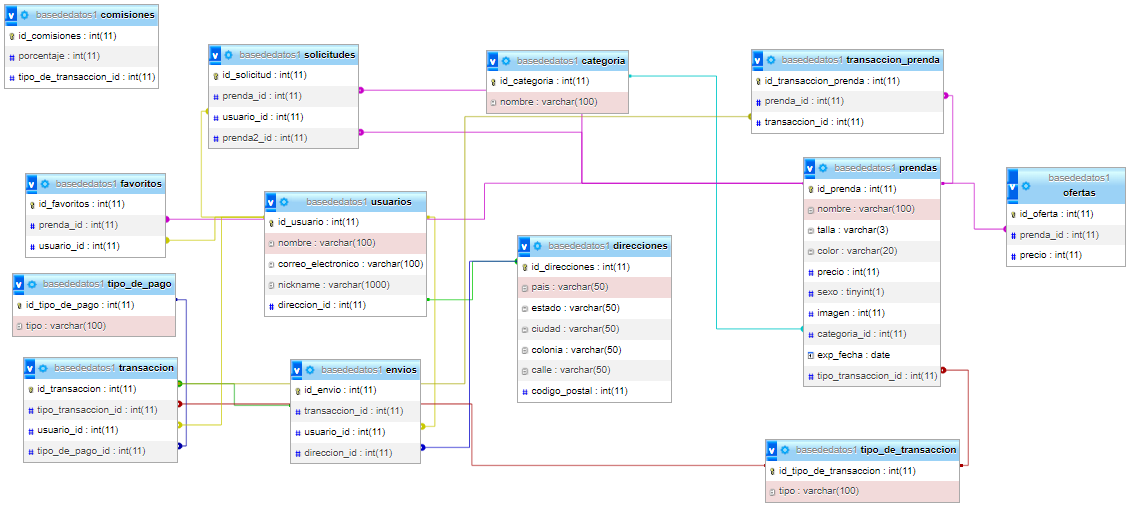 basededatos1 comisiones
id_comisiones : int(11)
porcentaje : int(11)
tipo_de_transaccion_id : int(11)
basededatos1 solicitudes
id_solicitud : int(11)
prenda_id : int(11)
usuario_id : int(11)
prenda2_id : int(11)
basededatos1 categoria
id_categoria : int(11)
nombre : varchar(100)
basededatos1 transaccion_prenda
id_transaccion_prenda : int(11)
prenda_id : int(11)
transaccion_id : int(11)
basededatos1 favoritos
id_favoritos : int(11)
prenda_id : int(11)
usuario_id : int(11)
basededatos1 usuarios
id_usuario : int(11)
nombre : varchar(100)
correo_electronico : varchar(100)
nickname : varchar(1000)
direccion_id : int(11)
basededatos1 direcciones
id_direcciones : int(11)
pais : varchar(50)
estado : varchar(50)
ciudad : varchar(50)
colonia : varchar(50)
calle : varchar(50)
codigo_postal : int(11)
basededatos1 prendas
id_prenda : int(11)
nombre : varchar(100)
talla : varchar(3)
color : varchar(20)
precio : int(11)
sexo : tinyint(1)
imagen : int(11)
categoria_id : int(11)
exp_fecha : date
tipo_transaccion_id : int(11)
basededatos1
ofertas
id_oferta : int(11)
prenda_id : int(11)
precio : int(11)
basededatos1 tipo_de_pago
id_tipo_de_pago : int(11)
tipo : varchar(100)
basededatos1 transaccion
id_transaccion : int(11)
tipo_transaccion_id : int(11)
usuario_id : int(11)
tipo_de_pago_id : int(11)
basededatos1 envios
id_envio : int(11)
transaccion_id : int(11)
usuario_id : int(11)
direccion_id : int(11)
basededatos1 tipo_de_transaccion
id_tipo_de_transaccion : int(11)
tipo : varchar(100)